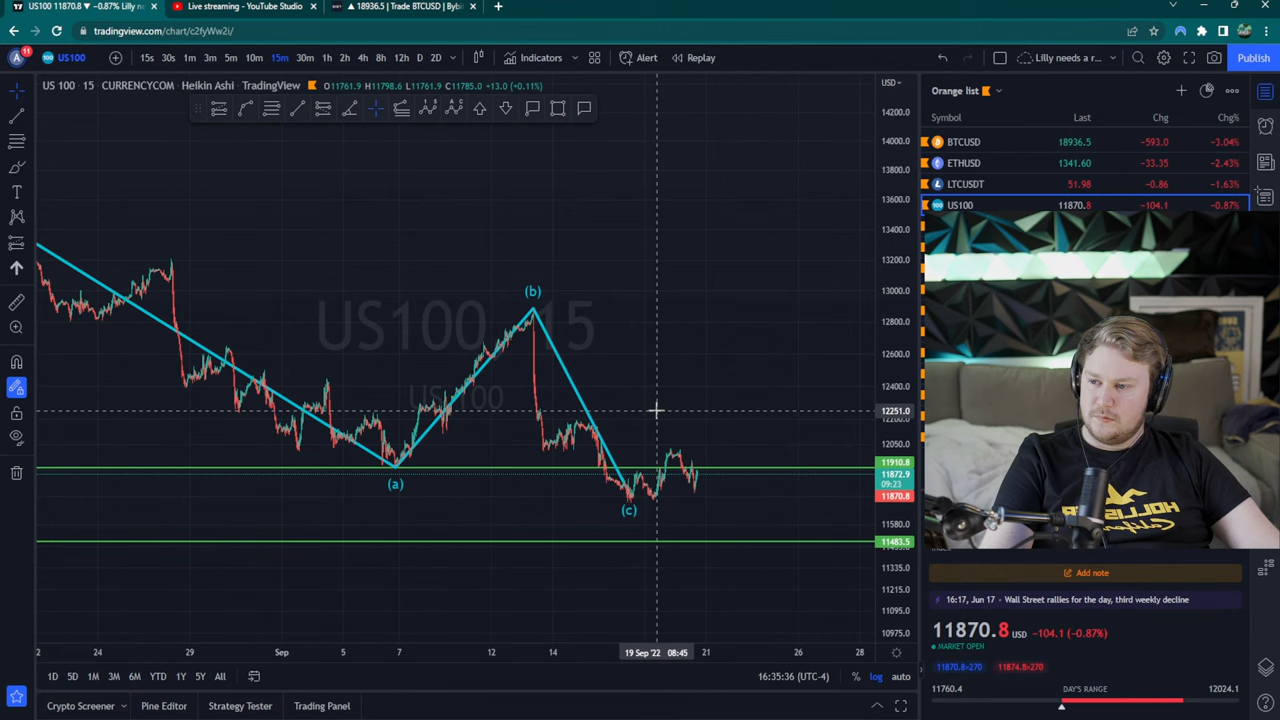 US100 11870.8 ▼ −0.87% Lilly ne
Live streaming - YouTube Studio
▲ 18936.5 | Trade BTCUSD | Byb
tradingview.com/chart/c2fyWw2i/
A 11 US100 15s 30s 1m 3m 5m 10m 15m 30m 1h 2h 4h 8h 12h D 2D Indicators Alert Replay Lilly needs a r... Publish
US 100 · 15 CURRENCYCOM Heikin Ashi TradingView O11761.9 H11798.6 L11761.9 C11785.0 +13.0 (+0.11%)
US100 15
US100
(a)
(b)
(c)
USD
14200.0
14000.0
13800.0
13600.0
13400.0
13200.0
13000.0
12800.0
12600.0
12400.0
12251.0
12050.0
11910.8
11872.9
09:23
11870.8
11580.0
11483.5
11335.0
11215.0
11095.0
10975.0
2 24 29 Sep 5 7 12 14 19 Sep '22 08:45 21 26 28
1D 5D 1M 3M 6M YTD 1Y 5Y All 16:35:36 (UTC-4) % log auto
Crypto Screener Pine Editor Strategy Tester Trading Panel
Orange list
Symbol Last Chg Chg%
BTCUSD 18936.5 −593.0 −3.04%
ETHUSD 1341.60 −33.35 −2.43%
LTCUSDT 51.98 −0.86 −1.63%
US100 11870.8 −104.1 −0.87%
HOLLISTER
California
Add note
16:17, Jun 17 • Wall Street rallies for the day, third weekly decline
11870.8 USD −104.1 (−0.87%)
MARKET OPEN
11870.8×270 11874.8×270
11760.4 DAY'S RANGE 12024.1